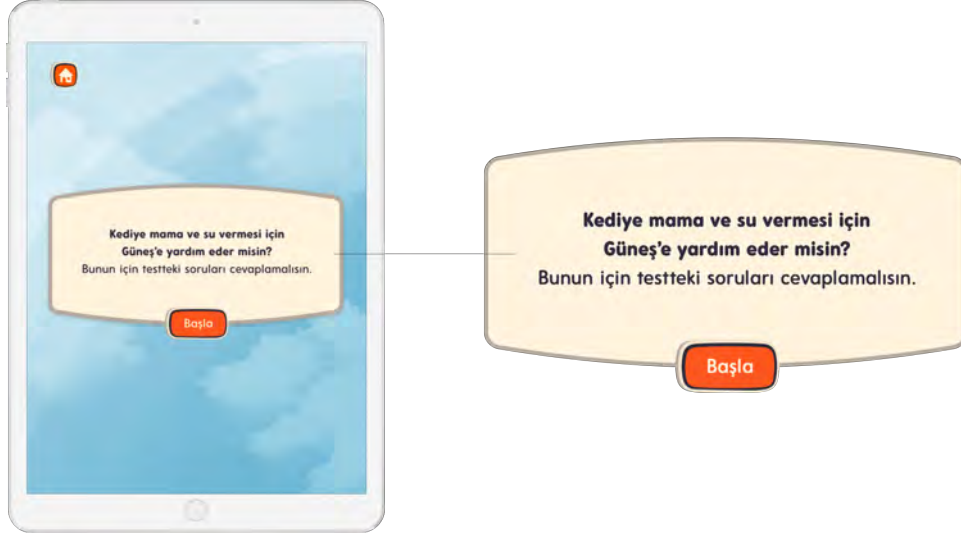 Kediye mama ve su vermesi için
Güneş'e yardım eder misin?
Bunun için testteki soruları cevaplamalısın.
Başla
Kediye mama ve su vermesi için
Güneş'e yardım eder misin?
Bunun için testteki soruları cevaplamalısın.
Başla